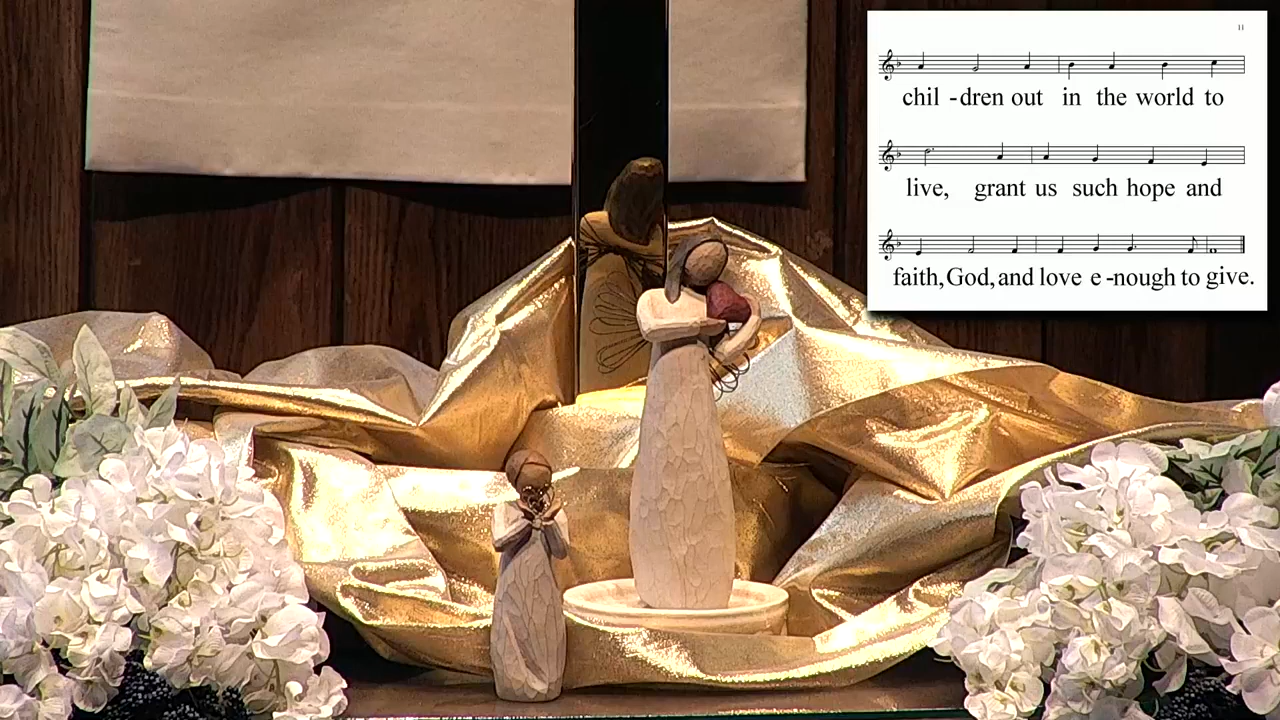 11
chil - dren out in the world to
live, grant us such hope and
faith, God, and love e - nough to give.